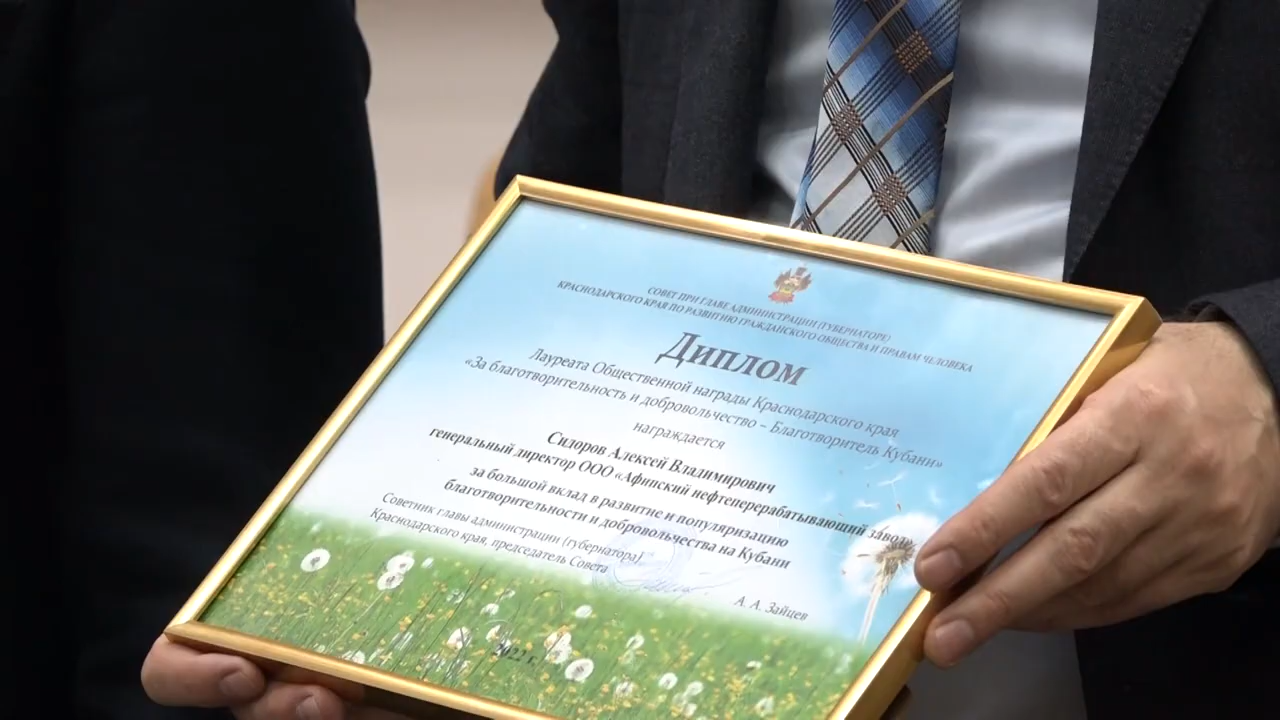 СОВЕТ ПРИ ГЛАВЕ АДМИНИСТРАЦИИ (ГУБЕРНАТОРЕ)
КРАСНОДАРСКОГО КРАЯ ПО РАЗВИТИЮ ГРАЖДАНСКОГО ОБЩЕСТВА И ПРАВАМ ЧЕЛОВЕКА
Диплом
Лауреата Общественной награды Краснодарского края
«За благотворительность и добровольчество – Благотворитель Кубани»
награждается
Сидоров Алексей Владимирович
генеральный директор ООО «Афипский нефтеперерабатывающий завод»
за большой вклад в развитие и популяризацию
благотворительности и добровольчества на Кубани
Советник главы администрации (губернатора)
Краснодарского края, председатель Совета
А. А. Зайцев
2022 г.